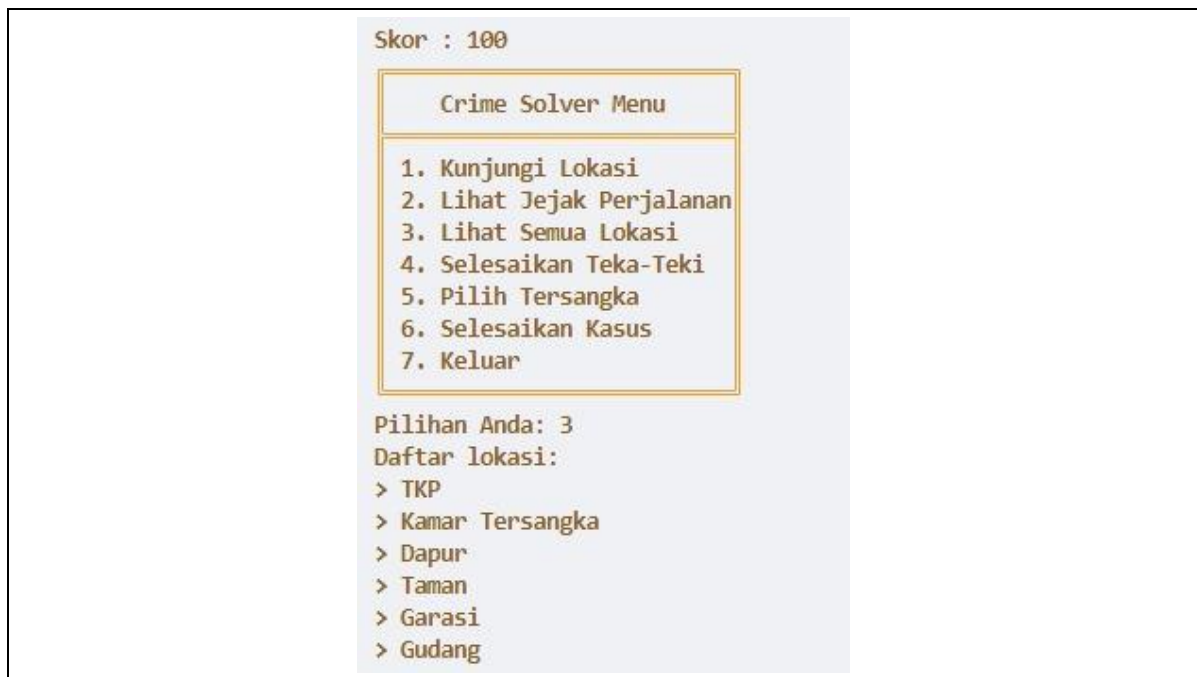 Skor : 100
Crime Solver Menu
1. Kunjungi Lokasi
2. Lihat Jejak Perjalanan
3. Lihat Semua Lokasi
4. Selesaikan Teka-Teki
5. Pilih Tersangka
6. Selesaikan Kasus
7. Keluar
Pilihan Anda: 3
Daftar lokasi:
> TKP
> Kamar Tersangka
> Dapur
> Taman
> Garasi
> Gudang